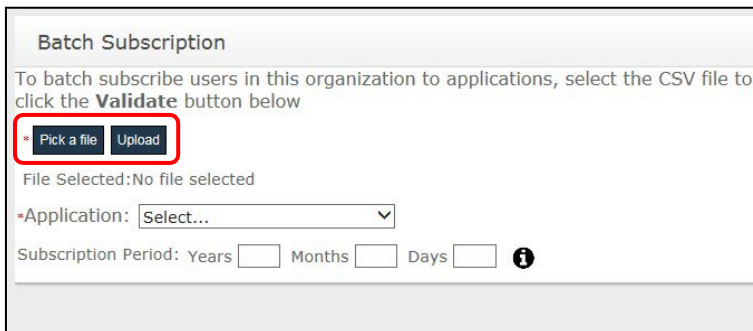 Batch Subscription
To batch subscribe users in this organization to applications, select the CSV file to
click the Validate button below
* Pick a file Upload
File Selected:No file selected
*Application: Select...
Subscription Period: Years Months Days i